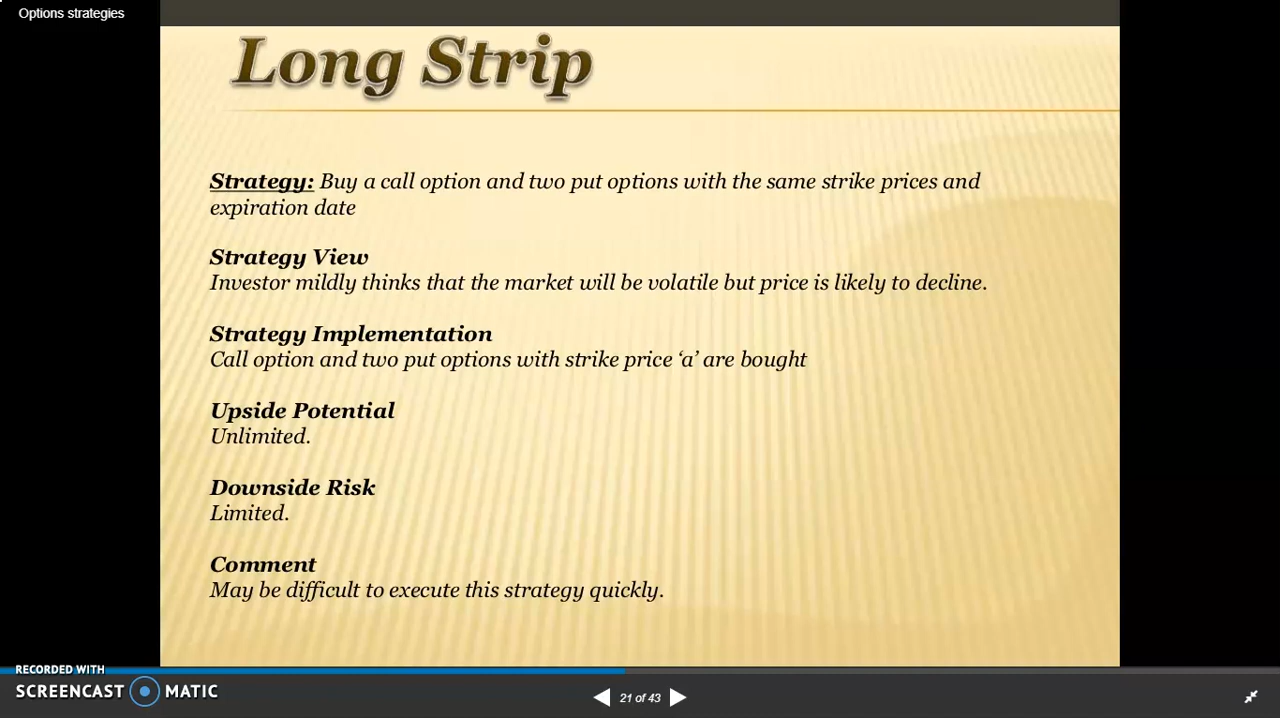 Options strategies
Long Strip
Strategy: Buy a call option and two put options with the same strike prices and
expiration date
Strategy View
Investor mildly thinks that the market will be volatile but price is likely to decline.
Strategy Implementation
Call option and two put options with strike price ‘a’ are bought
Upside Potential
Unlimited.
Downside Risk
Limited.
Comment
May be difficult to execute this strategy quickly.
RECORDED WITH
SCREENCAST MATIC
21 of 43